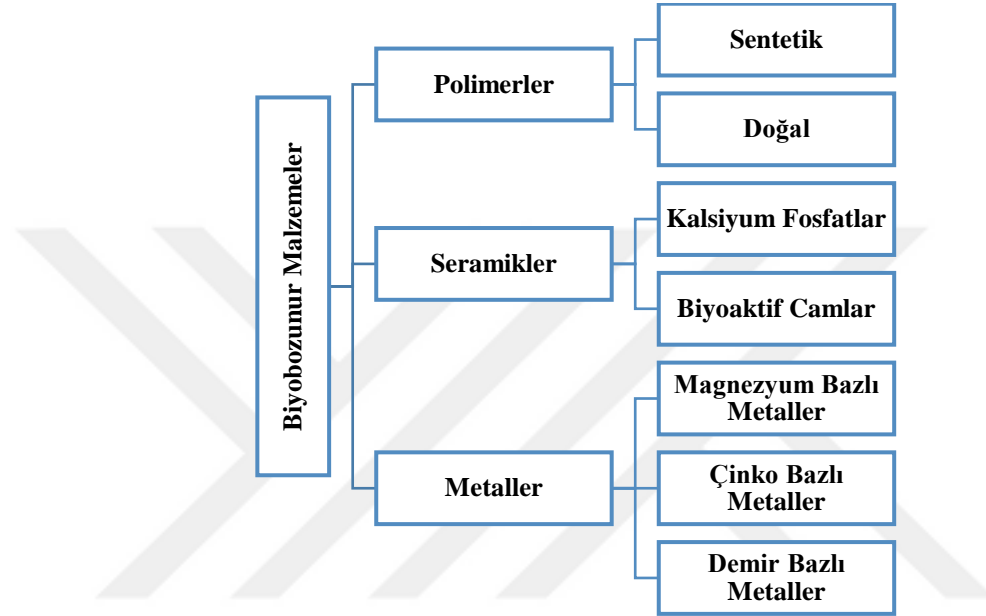 Biyobozunur Malzemeler
Polimerler
Sentetik
Doğal
Seramikler
Kalsiyum Fosfatlar
Biyoaktif Camlar
Metaller
Magnezyum Bazlı
Metaller
Çinko Bazlı
Metaller
Demir Bazlı
Metaller